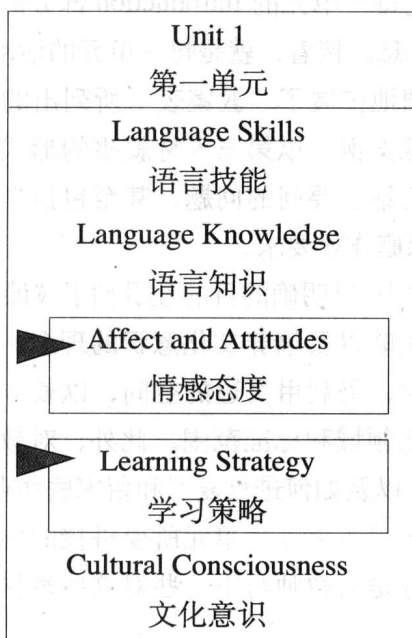 Unit 1
第一单元
Language Skills
语言技能
Language Knowledge
语言知识
Affect and Attitudes
情感态度
Learning Strategy
学习策略
Cultural Consciousness
文化意识